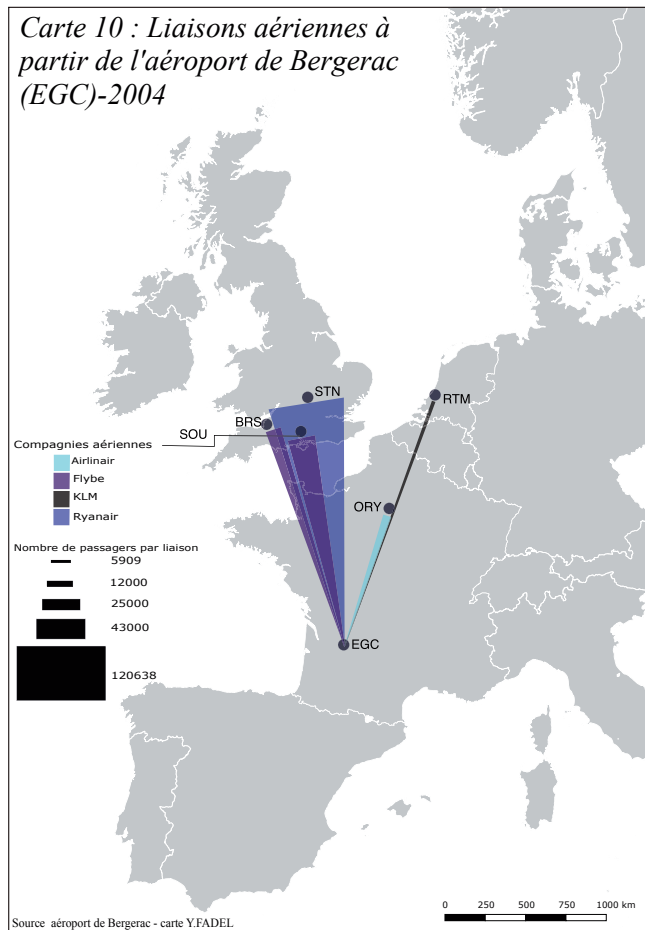 Carte 10 : Liaisons aériennes à
partir de l'aéroport de Bergerac
(EGC)-2004
STN
RTM
BRS
SOU
Compagnies aériennes
Airlinair
Flybe
KLM
Ryanair
ORY
Nombre de passagers par liaison
5909
12000
25000
43000
120638
EGC
0 250 500 750 1000 km
Source aéroport de Bergerac - carte Y.FADEL